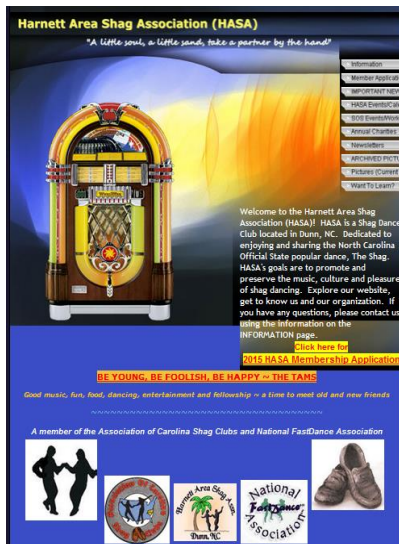 Harnett Area Shag Association (HASA)
"A little soul, a little sand, take a partner by the hand"
Information
Member Applicatio
IMPORTANT NEW
HASA Events/Cale
SOS Events/Work
Annual Charities
Newsletters
ARCHIVED PICTU
Pictures (Current
Want To Learn?
Welcome to the Harnett Area Shag
Association (HASA)! HASA is a Shag Dance
Club located in Dunn, NC. Dedicated to
enjoying and sharing the North Carolina
Official State popular dance, The Shag.
HASA's goals are to promote and
preserve the music, culture and pleasure
of shag dancing. Explore our website,
get to know us and our organization. If
you have any questions, please contact us
using the information on the
INFORMATION page.
Click here for
2015 HASA Membership Application
BE YOUNG, BE FOOLISH, BE HAPPY ~ THE TAMS
Good music, fun, food, dancing, entertainment and fellowship ~ a time to meet old and new friends
~~~~~~~~~~~~~~~~~~~~~~~~~~~~~~~~~~~~
A member of the Association of Carolina Shag Clubs and National FastDance Association
Harnett Area Shag Assn.
Dunn, NC
National
FastDance
Association